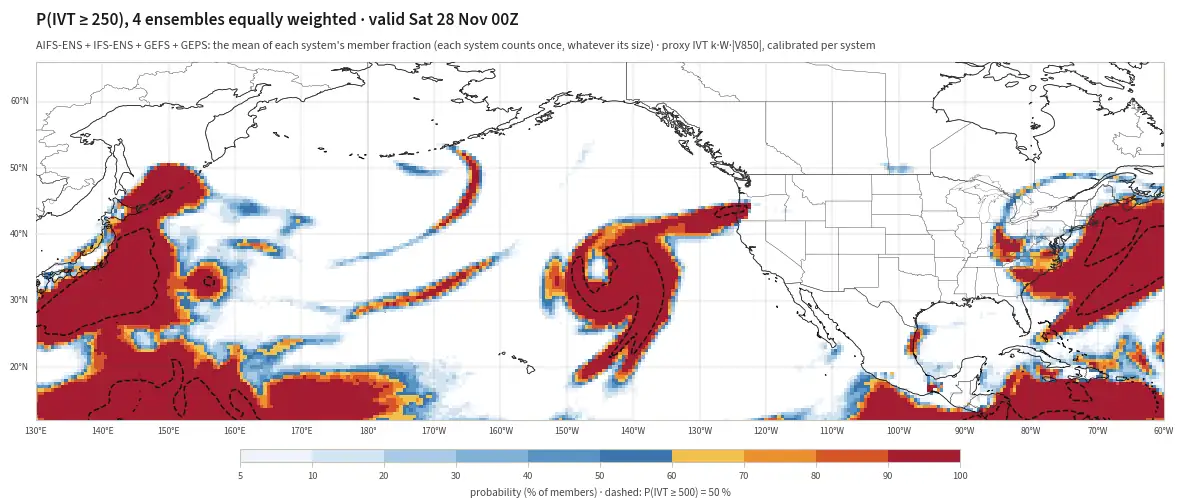 P(IVT ≥ 250), 4 ensembles equally weighted · valid Sat 28 Nov 00Z
AIFS-ENS + IFS-ENS + GEFS + GEPS: the mean of each system's member fraction (each system counts once, whatever its size) · proxy IVT k·W·|V850|, calibrated per system
60°N
50°N
40°N
30°N
20°N
130°E 140°E 150°E 160°E 170°E 180° 170°W 160°W 150°W 140°W 130°W 120°W 110°W 100°W 90°W 80°W 70°W 60°W
5 10 20 30 40 50 60 70 80 90 100
probability (% of members) · dashed: P(IVT ≥ 500) = 50 %